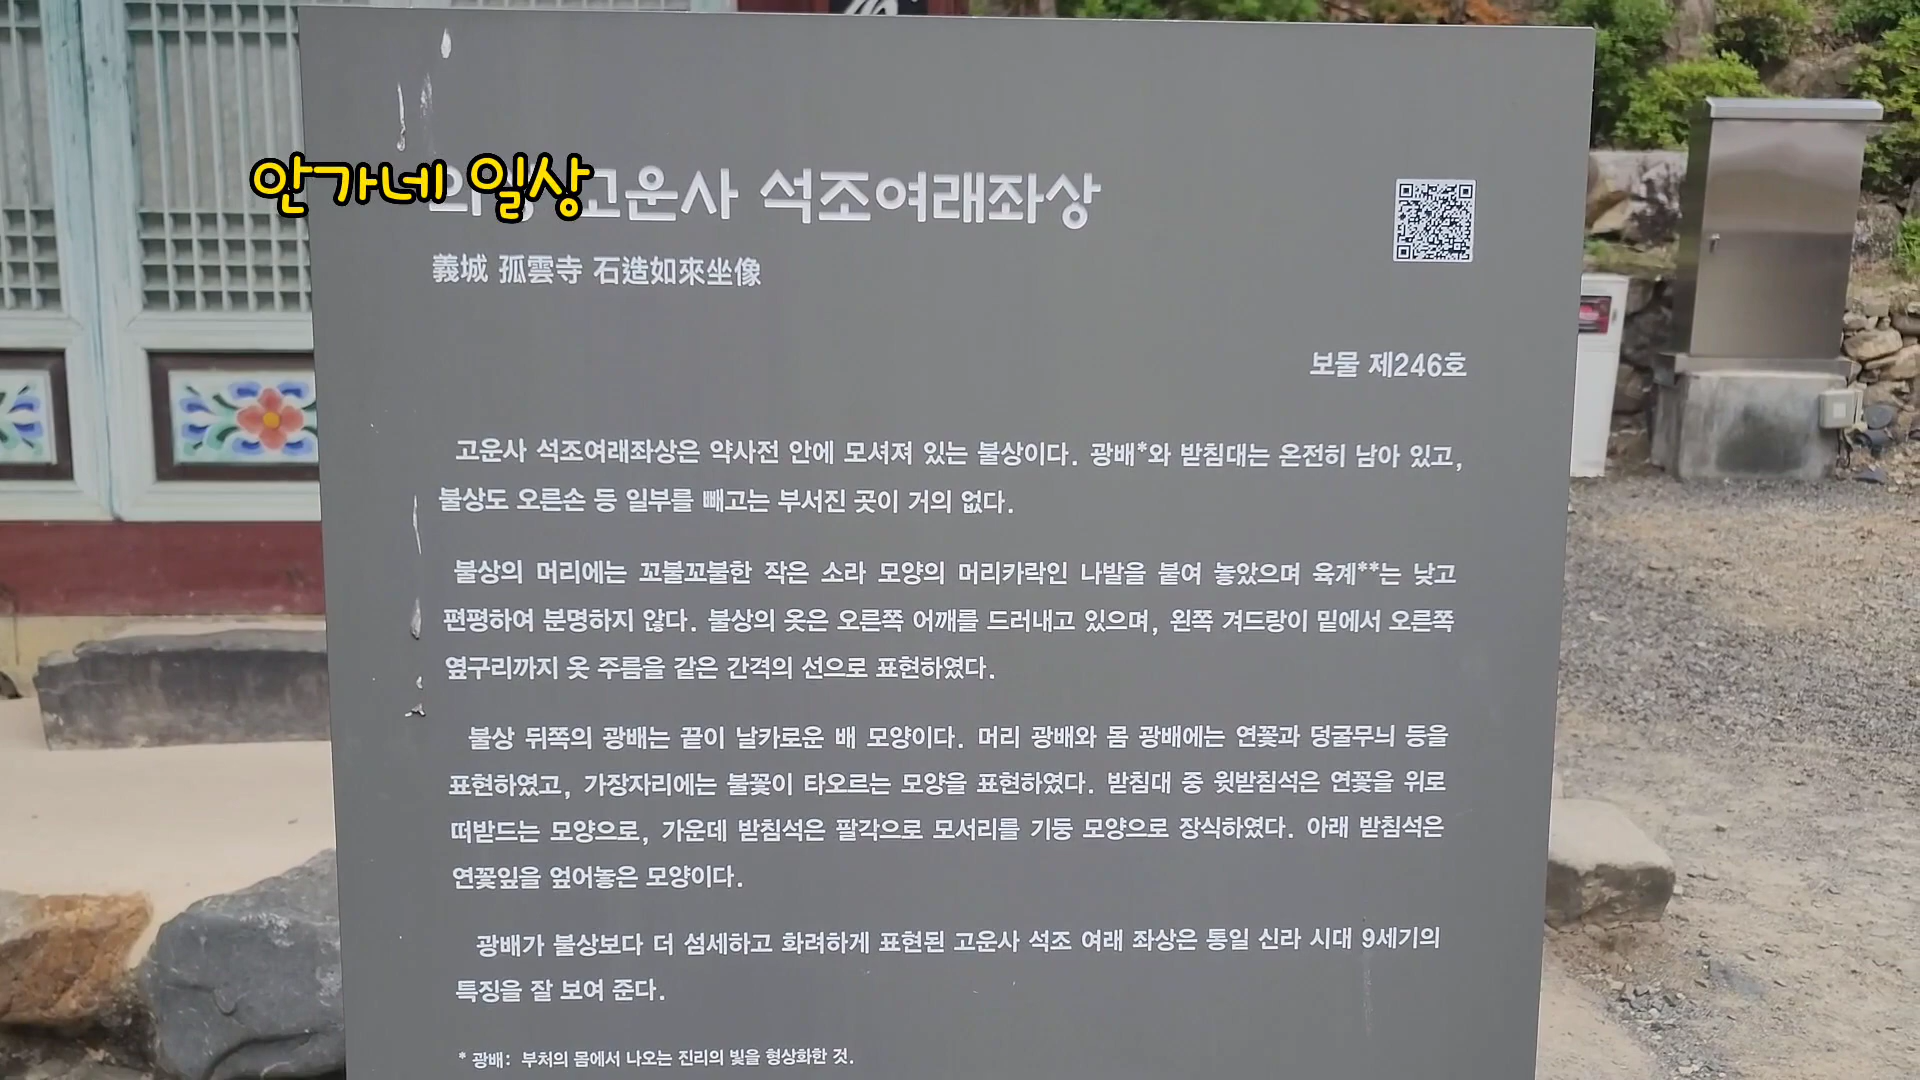 안가네 일상
고운사 석조여래좌상
義城 孤雲寺 石造如來坐像
보물 제246호
고운사 석조여래좌상은 약사전 안에 모셔져 있는 불상이다. 광배*와 받침대는 온전히 남아 있고,
불상도 오른손 등 일부를 빼고는 부서진 곳이 거의 없다.
불상의 머리에는 꼬불꼬불한 작은 소라 모양의 머리카락인 나발을 붙여 놓았으며 육계**는 낮고
편평하여 분명하지 않다. 불상의 옷은 오른쪽 어깨를 드러내고 있으며, 왼쪽 겨드랑이 밑에서 오른쪽
옆구리까지 옷 주름을 같은 간격의 선으로 표현하였다.
불상 뒤쪽의 광배는 끝이 날카로운 배 모양이다. 머리 광배와 몸 광배에는 연꽃과 덩굴무늬 등을
표현하였고, 가장자리에는 불꽃이 타오르는 모양을 표현하였다. 받침대 중 윗받침석은 연꽃을 위로
떠받드는 모양으로, 가운데 받침석은 팔각으로 모서리를 기둥 모양으로 장식하였다. 아래 받침석은
연꽃잎을 엎어놓은 모양이다.
광배가 불상보다 더 섬세하고 화려하게 표현된 고운사 석조 여래 좌상은 통일 신라 시대 9세기의
특징을 잘 보여 준다.
* 광배: 부처의 몸에서 나오는 진리의 빛을 형상화한 것.